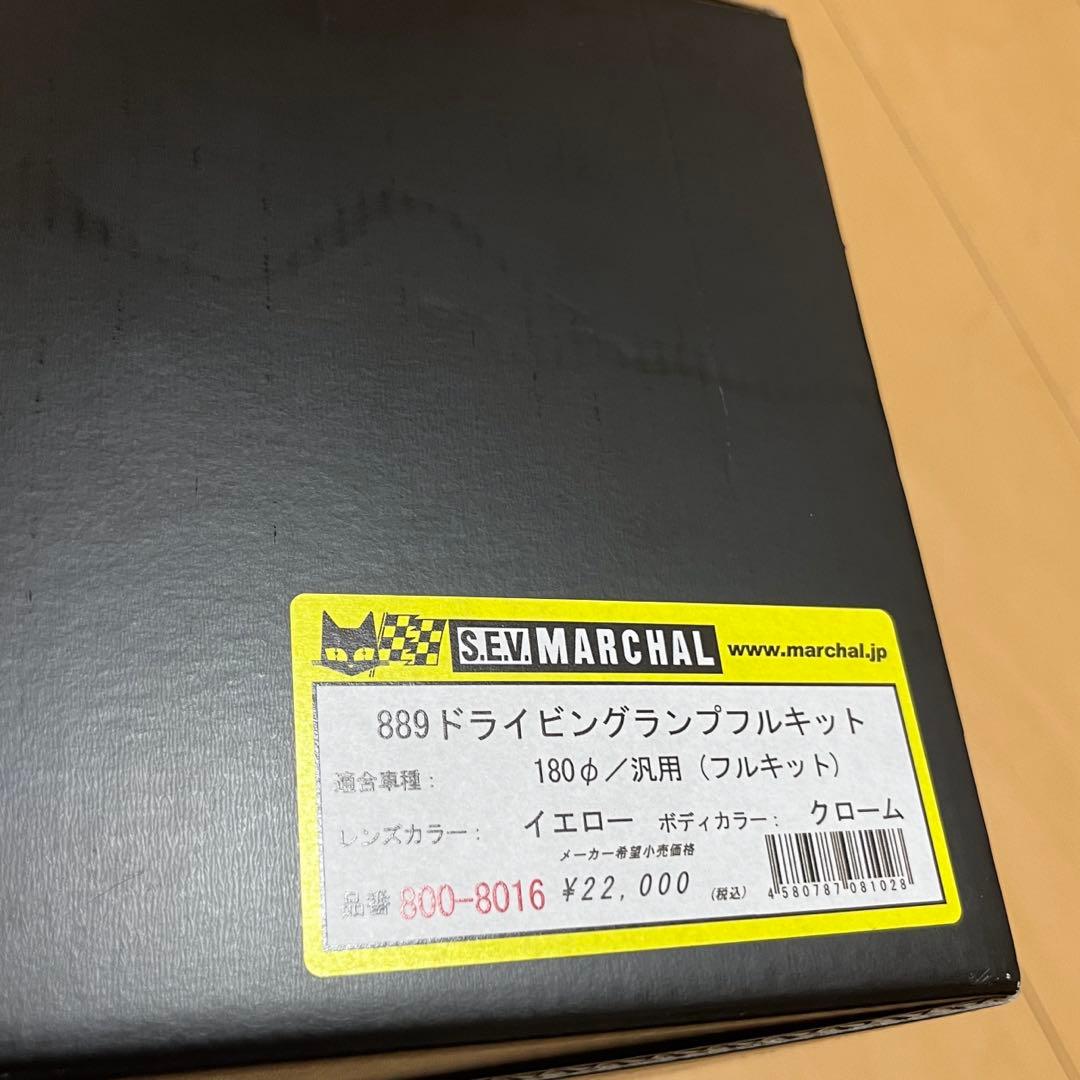 S.E.V. MARCHAL www.marchal.jp
889ドライビングランプフルキット
適合車種： 180φ／汎用（フルキット）
レンズカラー： イエロー ボディカラー： クローム
メーカー希望小売価格
品番 800-8016 ¥22,000 (税込)
4 580787 081028